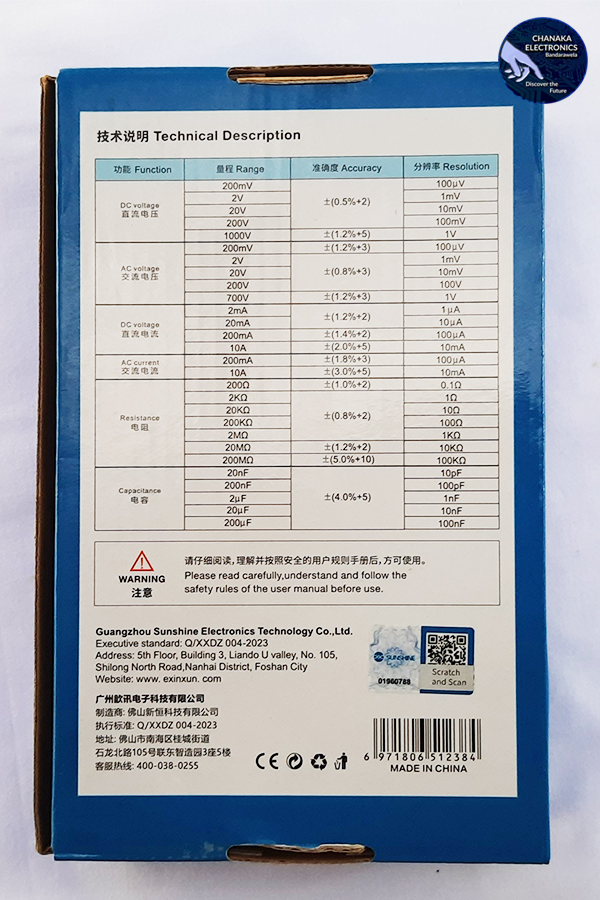 CHANAKA
ELECTRONICS
Bandarawela
Discover the
Future
技术说明 Technical Description
功能 Function 量程 Range 准确度 Accuracy 分辨率 Resolution
DC voltage
直流电压
200mV ±(0.5%+2) 100μV
2V 1mV
20V 10mV
200V 100mV
1000V ±(1.2%+5) 1V
AC voltage
交流电压
200mV ±(1.2%+3) 100μV
2V ±(0.8%+3) 1mV
20V 10mV
200V 100V
700V ±(1.2%+3) 1V
DC voltage
直流电流
2mA ±(1.2%+2) 1μA
20mA 10μA
200mA ±(1.4%+2) 100μA
10A ±(2.0%+5) 10mA
AC current
交流电流
200mA ±(1.8%+3) 100μA
10A ±(3.0%+5) 10mA
Resistance
电阻
200Ω ±(1.0%+2) 0.1Ω
2KΩ ±(0.8%+2) 1Ω
20KΩ 10Ω
200KΩ 100Ω
2MΩ 1KΩ
20MΩ ±(1.2%+2) 10KΩ
200MΩ ±(5.0%+10) 100KΩ
Capacitance
电容
20nF ±(4.0%+5) 10pF
200nF 100pF
2μF 1nF
20μF 10nF
200μF 100nF
WARNING
注意
请仔细阅读,理解并按照安全的用户规则手册后,方可使用。
Please read carefully,understand and follow the
safety rules of the user manual before use.
Guangzhou Sunshine Electronics Technology Co.,Ltd.
Executive standard: Q/XXDZ 004-2023
Address: 5th Floor, Building 3, Liando U valley, No. 105,
Shilong North Road,Nanhai District, Foshan City
Website: www. exinxun. com
广州歆讯电子科技有限公司
制造商: 佛山新恒科技有限公司
执行标准: Q/XXDZ 004-2023
地址: 佛山市南海区桂城街道
石龙北路105号联东智造园3座5楼
客服热线: 400-038-0255
SUNSHINE
01960788
Scratch
and Scan
CE
6 971806 512384
MADE IN CHINA